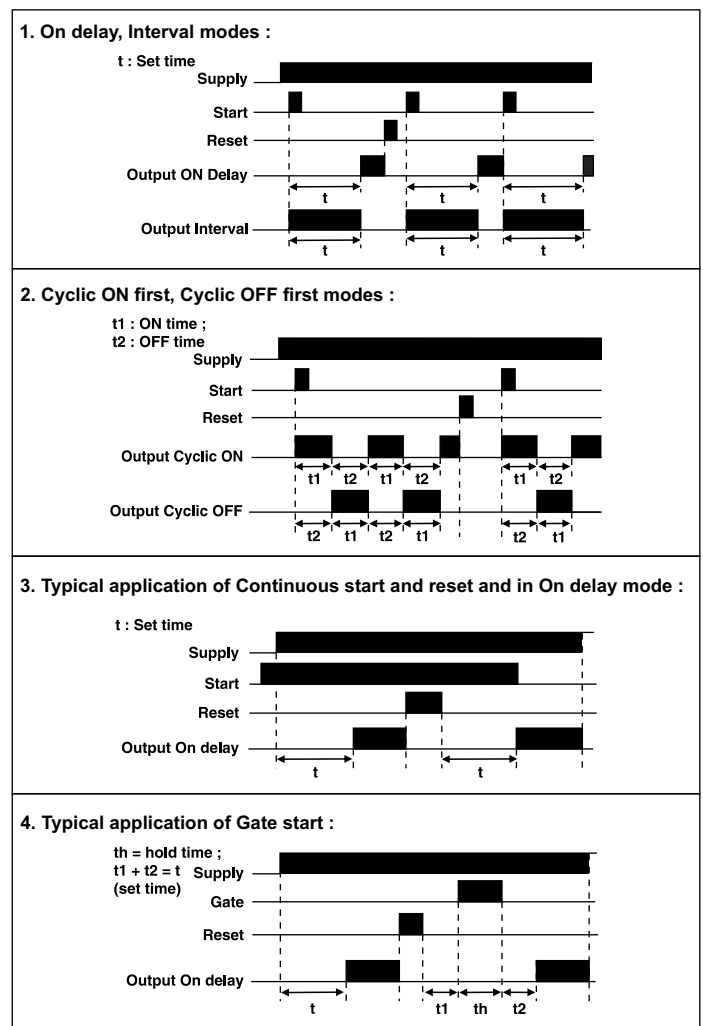 1. On delay, Interval modes :
t : Set time
Supply
Start
Reset
Output ON Delay
t t t
Output Interval
t t t
2. Cyclic ON first, Cyclic OFF first modes :
t1 : ON time ;
t2 : OFF time
Supply
Start
Reset
Output Cyclic ON
t1 t2 t1 t2 t1 t2
Output Cyclic OFF
t2 t1 t2 t1 t2 t1
3. Typical application of Continuous start and reset and in On delay mode :
t : Set time
Supply
Start
Reset
Output On delay
t t
4. Typical application of Gate start :
th = hold time ;
t1 + t2 = t
(set time)
Supply
Gate
Reset
Output On delay
t t1 th t2